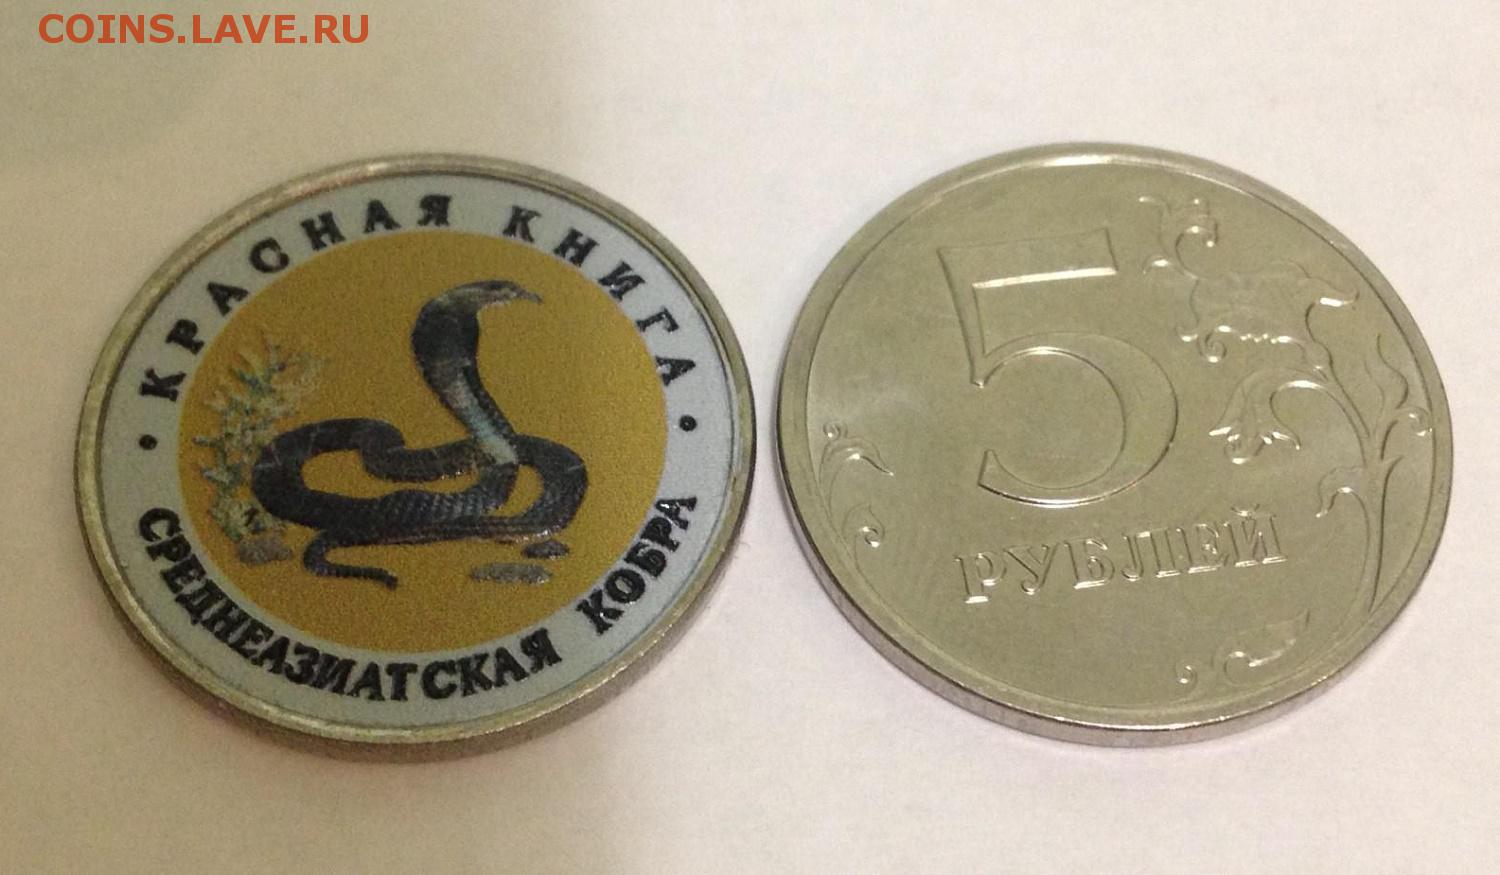 COINS.LAVE.RU
• КРАСНАЯ КНИГА •
СРЕДНЕАЗИАТСКАЯ КОБРА
5
РУБЛЕЙ